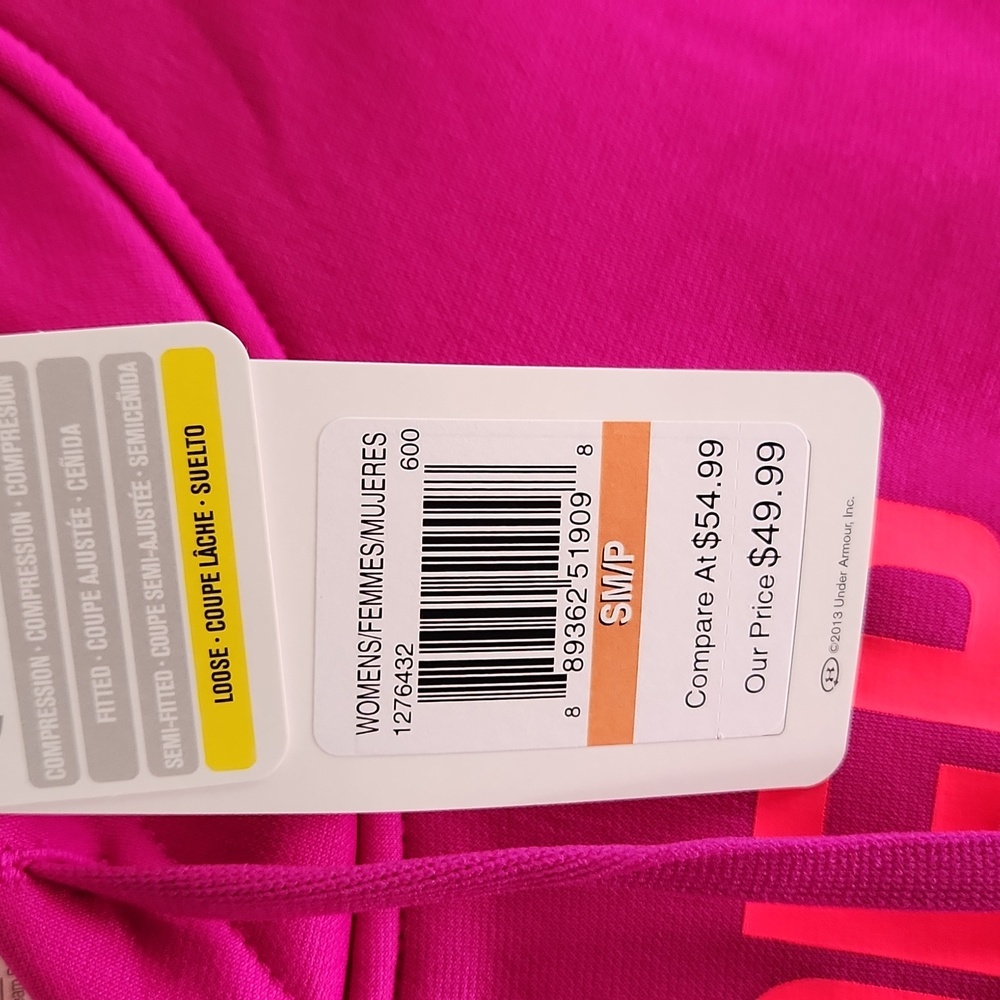 COMPRESSION · COMPRESSION · COMPRESIÓN
FITTED · COUPE AJUSTÉE · CEÑIDA
SEMI-FITTED · COUPE SEMI-AJUSTÉE · SEMICEÑIDA
LOOSE · COUPE LÂCHE · SUELTO
WOMENS/FEMMES/MUJERES
1276432 600
8 89362 51909 8
SM/P
Compare At $54.99
Our Price $49.99
©2013 Under Armour, Inc.